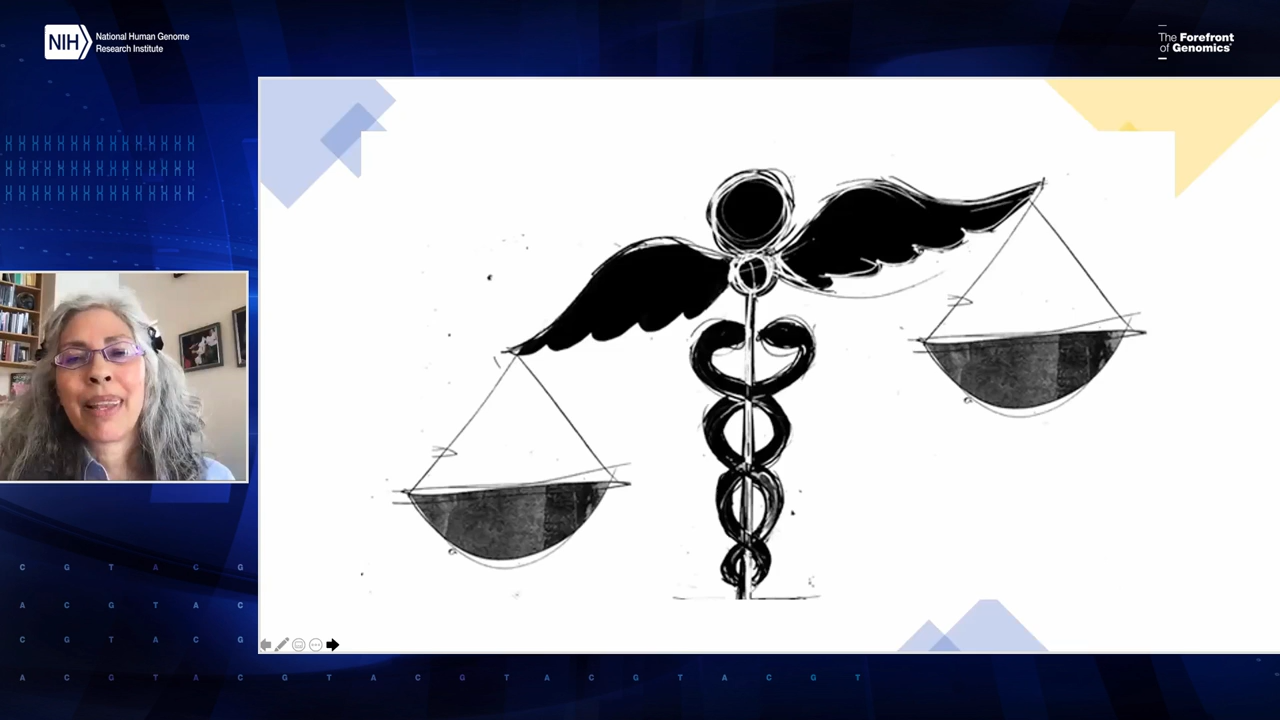 NIH
National Human Genome
Research Institute
The Forefront
of Genomics®
C G T A C G
A C G T A C
C G T A C G
A C G T A C G T A C G T A C G T A C G T